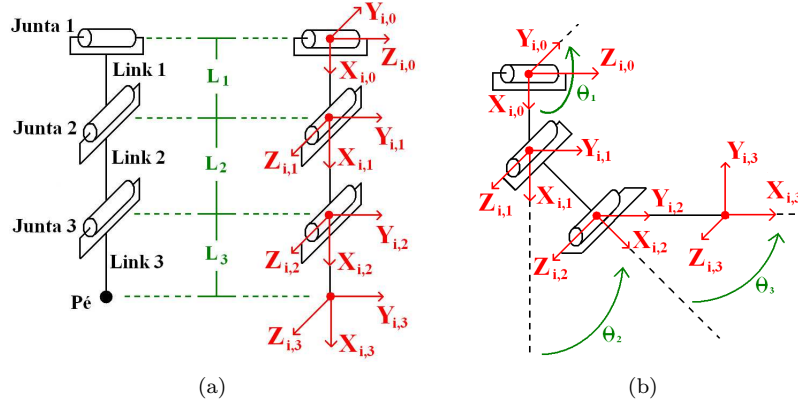 Junta 1
Link 1
Junta 2
Link 2
Junta 3
Link 3
Pé
L₁
L₂
L₃
Yᵢ,₀
Zᵢ,₀
Xᵢ,₀
Yᵢ,₁
Zᵢ,₁
Xᵢ,₁
Yᵢ,₂
Zᵢ,₂
Xᵢ,₂
Yᵢ,₃
Zᵢ,₃
Xᵢ,₃
(a)
Yᵢ,₀
Zᵢ,₀
Θ₁
Xᵢ,₀
Yᵢ,₁
Zᵢ,₁
Xᵢ,₁
Yᵢ,₃
Xᵢ,₃
Yᵢ,₂
Zᵢ,₂
Xᵢ,₂
Zᵢ,₃
Θ₃
Θ₂
(b)